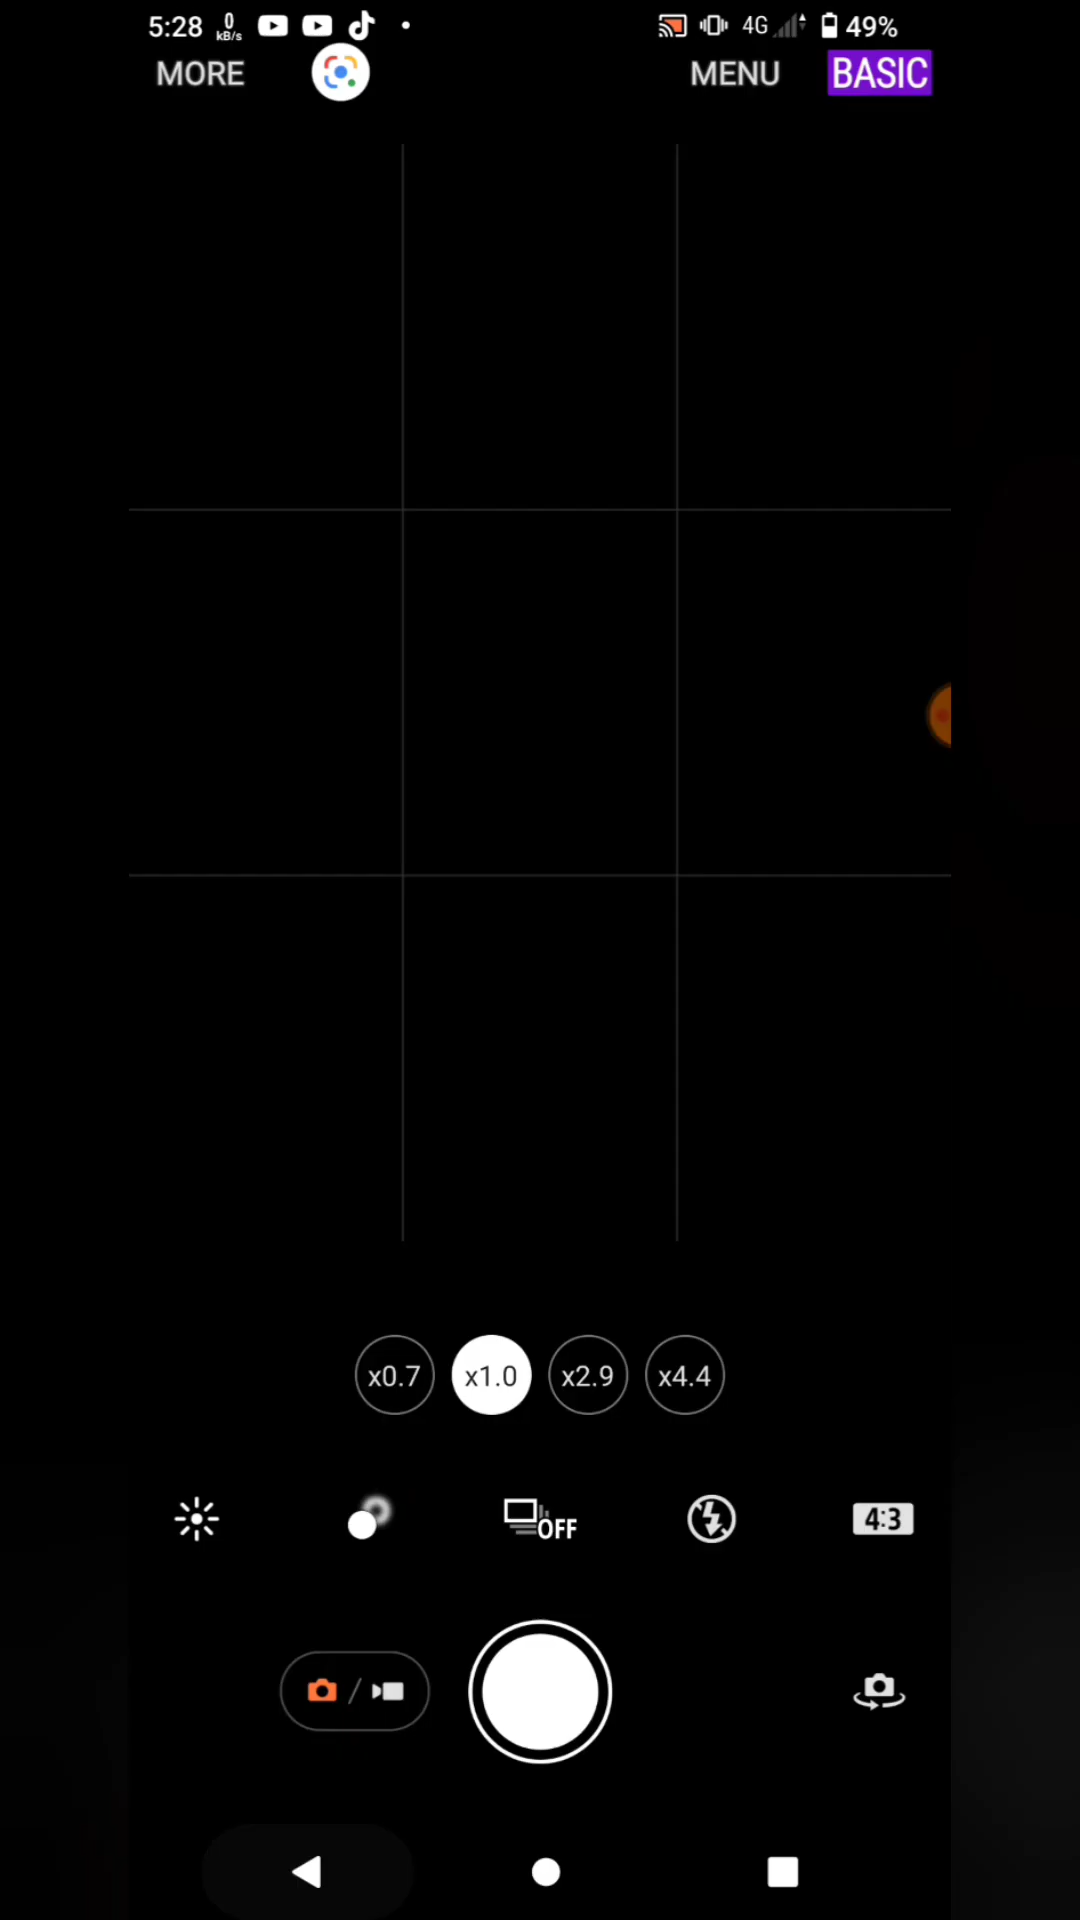 5:28 0 kB/s 4G 49%
MORE MENU BASIC
x0.7 x1.0 x2.9 x4.4
OFF 4:3